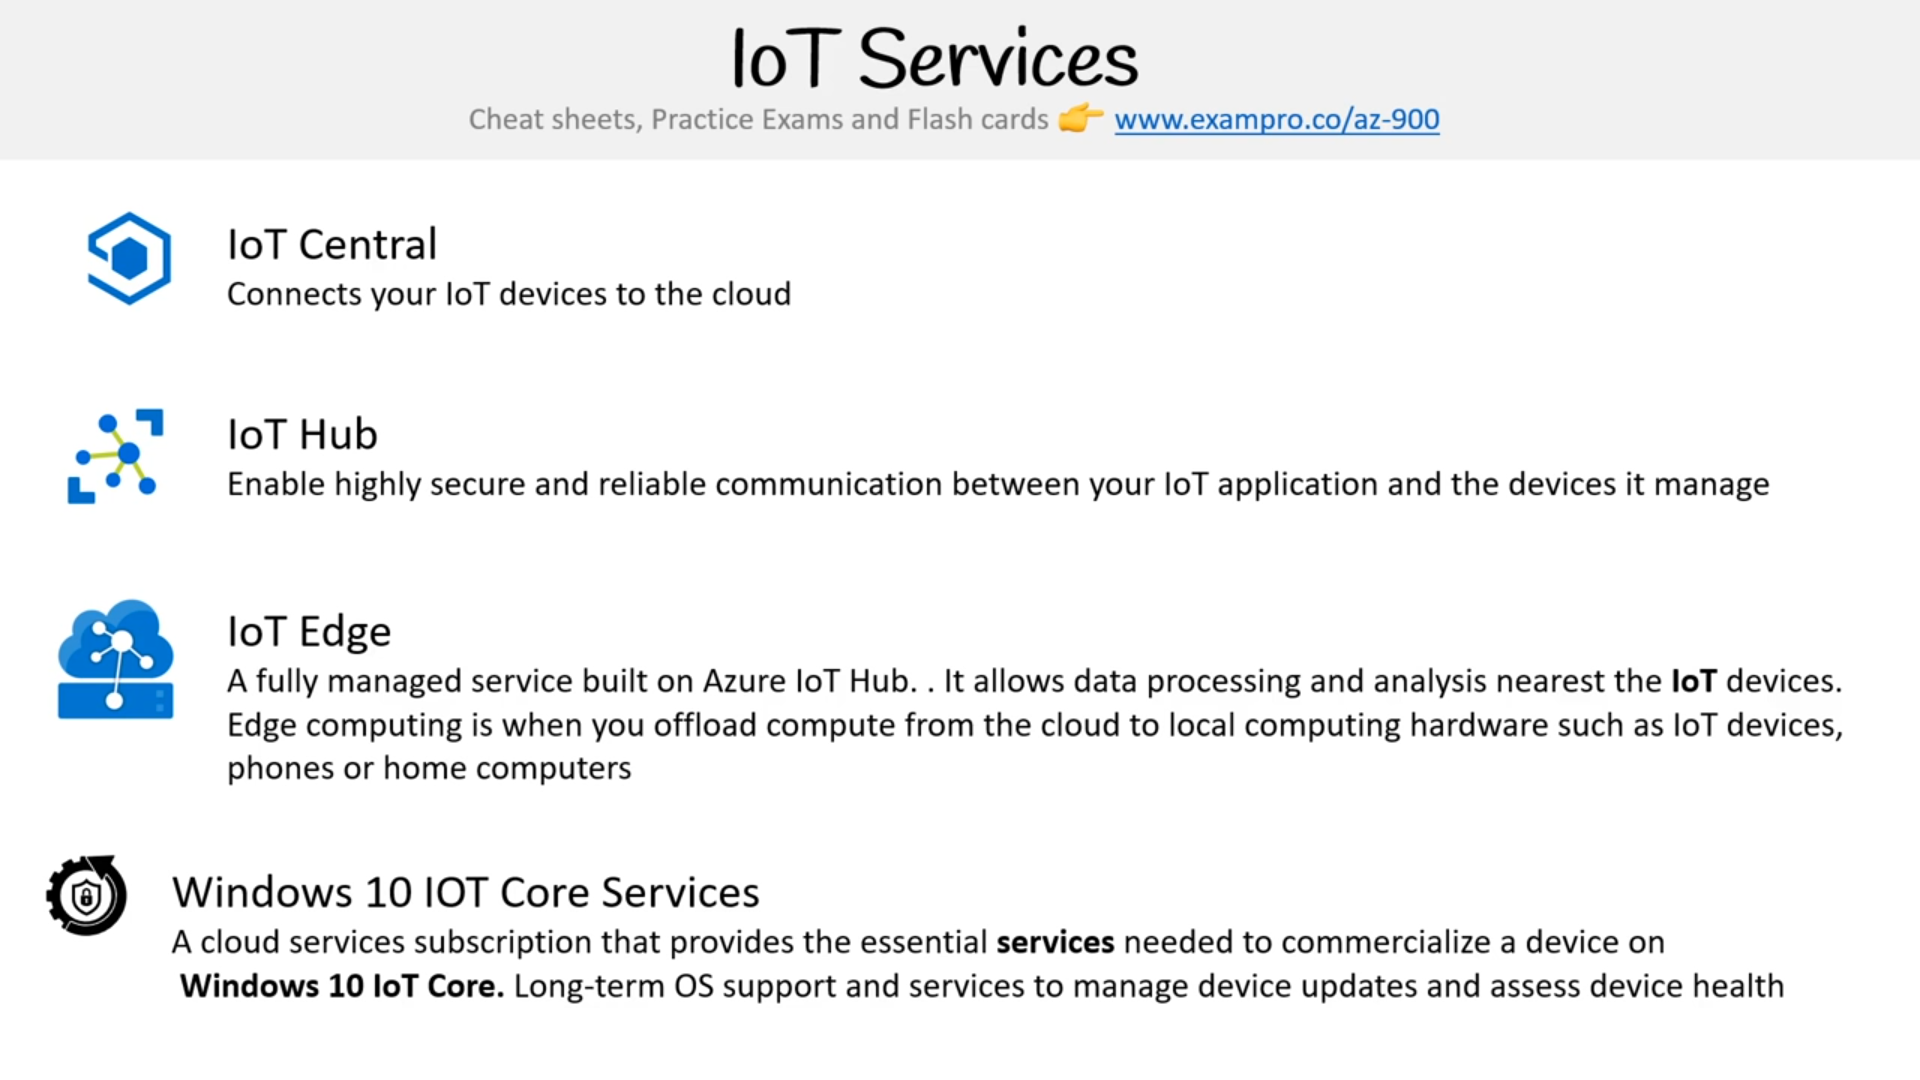 IoT Services
Cheat sheets, Practice Exams and Flash cards 👉 www.exampro.co/az-900
IoT Central
Connects your IoT devices to the cloud
IoT Hub
Enable highly secure and reliable communication between your IoT application and the devices it manage
IoT Edge
A fully managed service built on Azure IoT Hub. . It allows data processing and analysis nearest the IoT devices.
Edge computing is when you offload compute from the cloud to local computing hardware such as IoT devices,
phones or home computers
Windows 10 IOT Core Services
A cloud services subscription that provides the essential services needed to commercialize a device on
Windows 10 IoT Core. Long-term OS support and services to manage device updates and assess device health